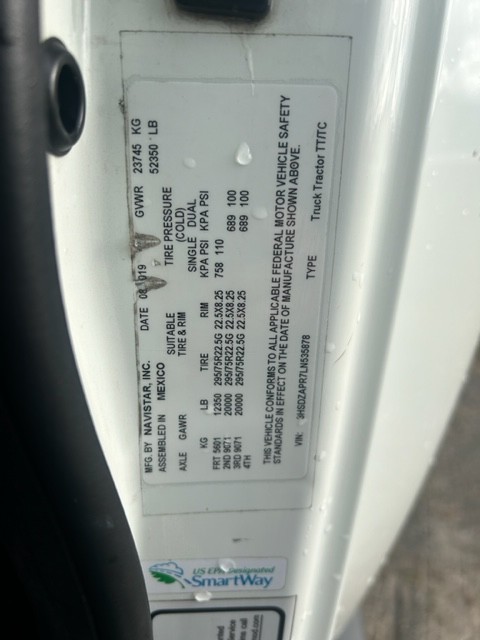 MFG. BY NAVISTAR, INC. DATE 08 019 GVWR 23745 KG
ASSEMBLED IN MEXICO 52350 LB
SUITABLE TIRE PRESSURE
TIRE & RIM (COLD)
AXLE GAWR SINGLE DUAL
KG LB TIRE RIM KPA PSI KPA PSI
FRT 5601 12350 295/75R22.5G 22.5X8.25 758 110
2ND 9071 20000 295/75R22.5G 22.5X8.25 689 100
3RD 9071 20000 295/75R22.5G 22.5X8.25 689 100
4TH
THIS VEHICLE CONFORMS TO ALL APPLICABLE FEDERAL MOTOR VEHICLE SAFETY
STANDARDS IN EFFECT ON THE DATE OF MANUFACTURE SHOWN ABOVE.
VIN: 3HSDZAPR7LN535878 TYPE Truck Tractor TT/TC
US EPA Designated
SmartWay